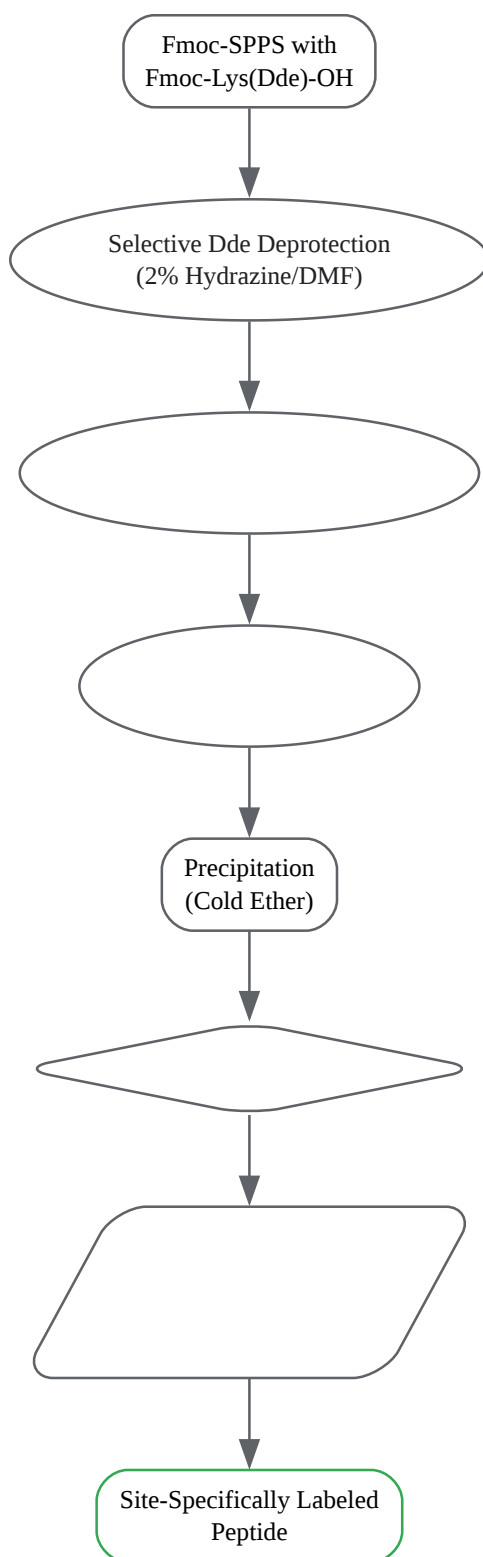 Fmoc-SPPS with
Fmoc-Lys(Dde)-OH
Selective Dde Deprotection
(2% Hydrazine/DMF)
Precipitation
(Cold Ether)
Site-Specifically Labeled
Peptide